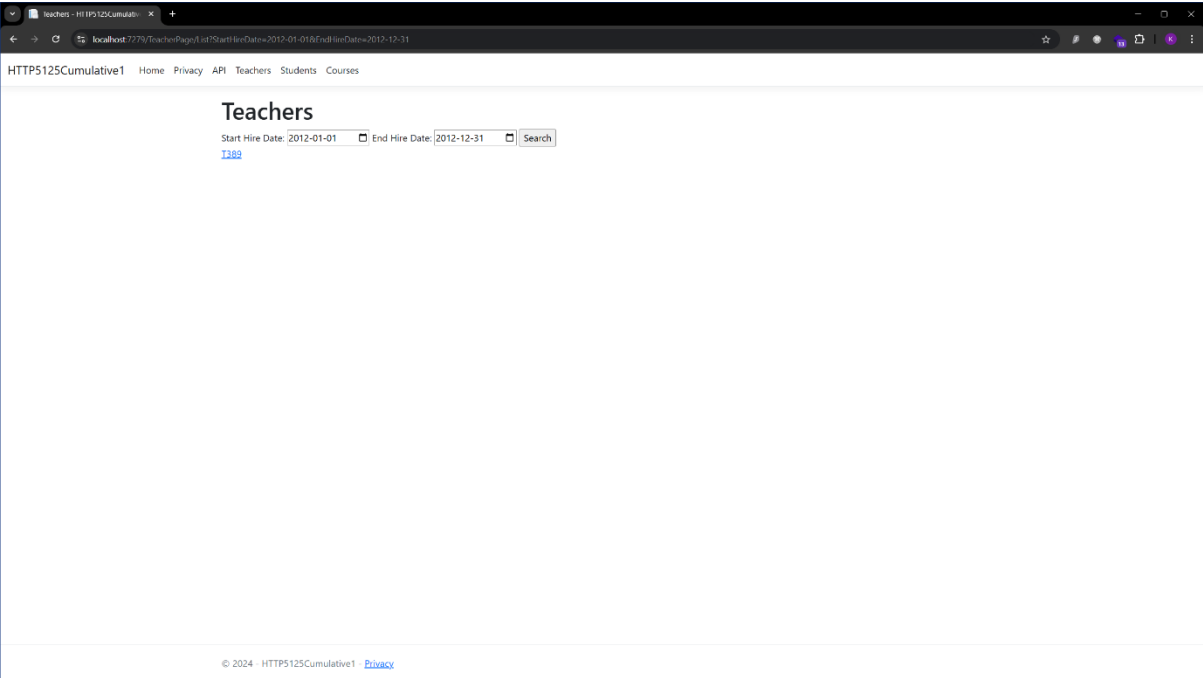 Teachers - HTTP5125Cumulativ
localhost:7279/TeacherPage/List?StartHireDate=2012-01-01&EndHireDate=2012-12-31
13
K
HTTP5125Cumulative1 Home Privacy API Teachers Students Courses
Teachers
Start Hire Date: 2012-01-01 End Hire Date: 2012-12-31 Search
T389
© 2024 - HTTP5125Cumulative1 - Privacy